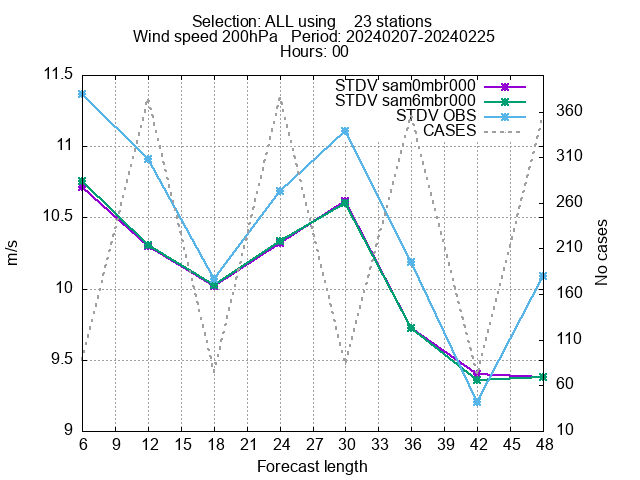 Selection: ALL using    23 stations
Wind speed 200hPa   Period: 20240207-20240225
Hours: 00
STDV sam0mbr000
STDV sam6mbr000
STDV OBS
CASES
11.5
11
10.5
10
9.5
9
m/s
360
310
260
210
160
110
60
10
No cases
6 9 12 15 18 21 24 27 30 33 36 39 42 45 48
Forecast length